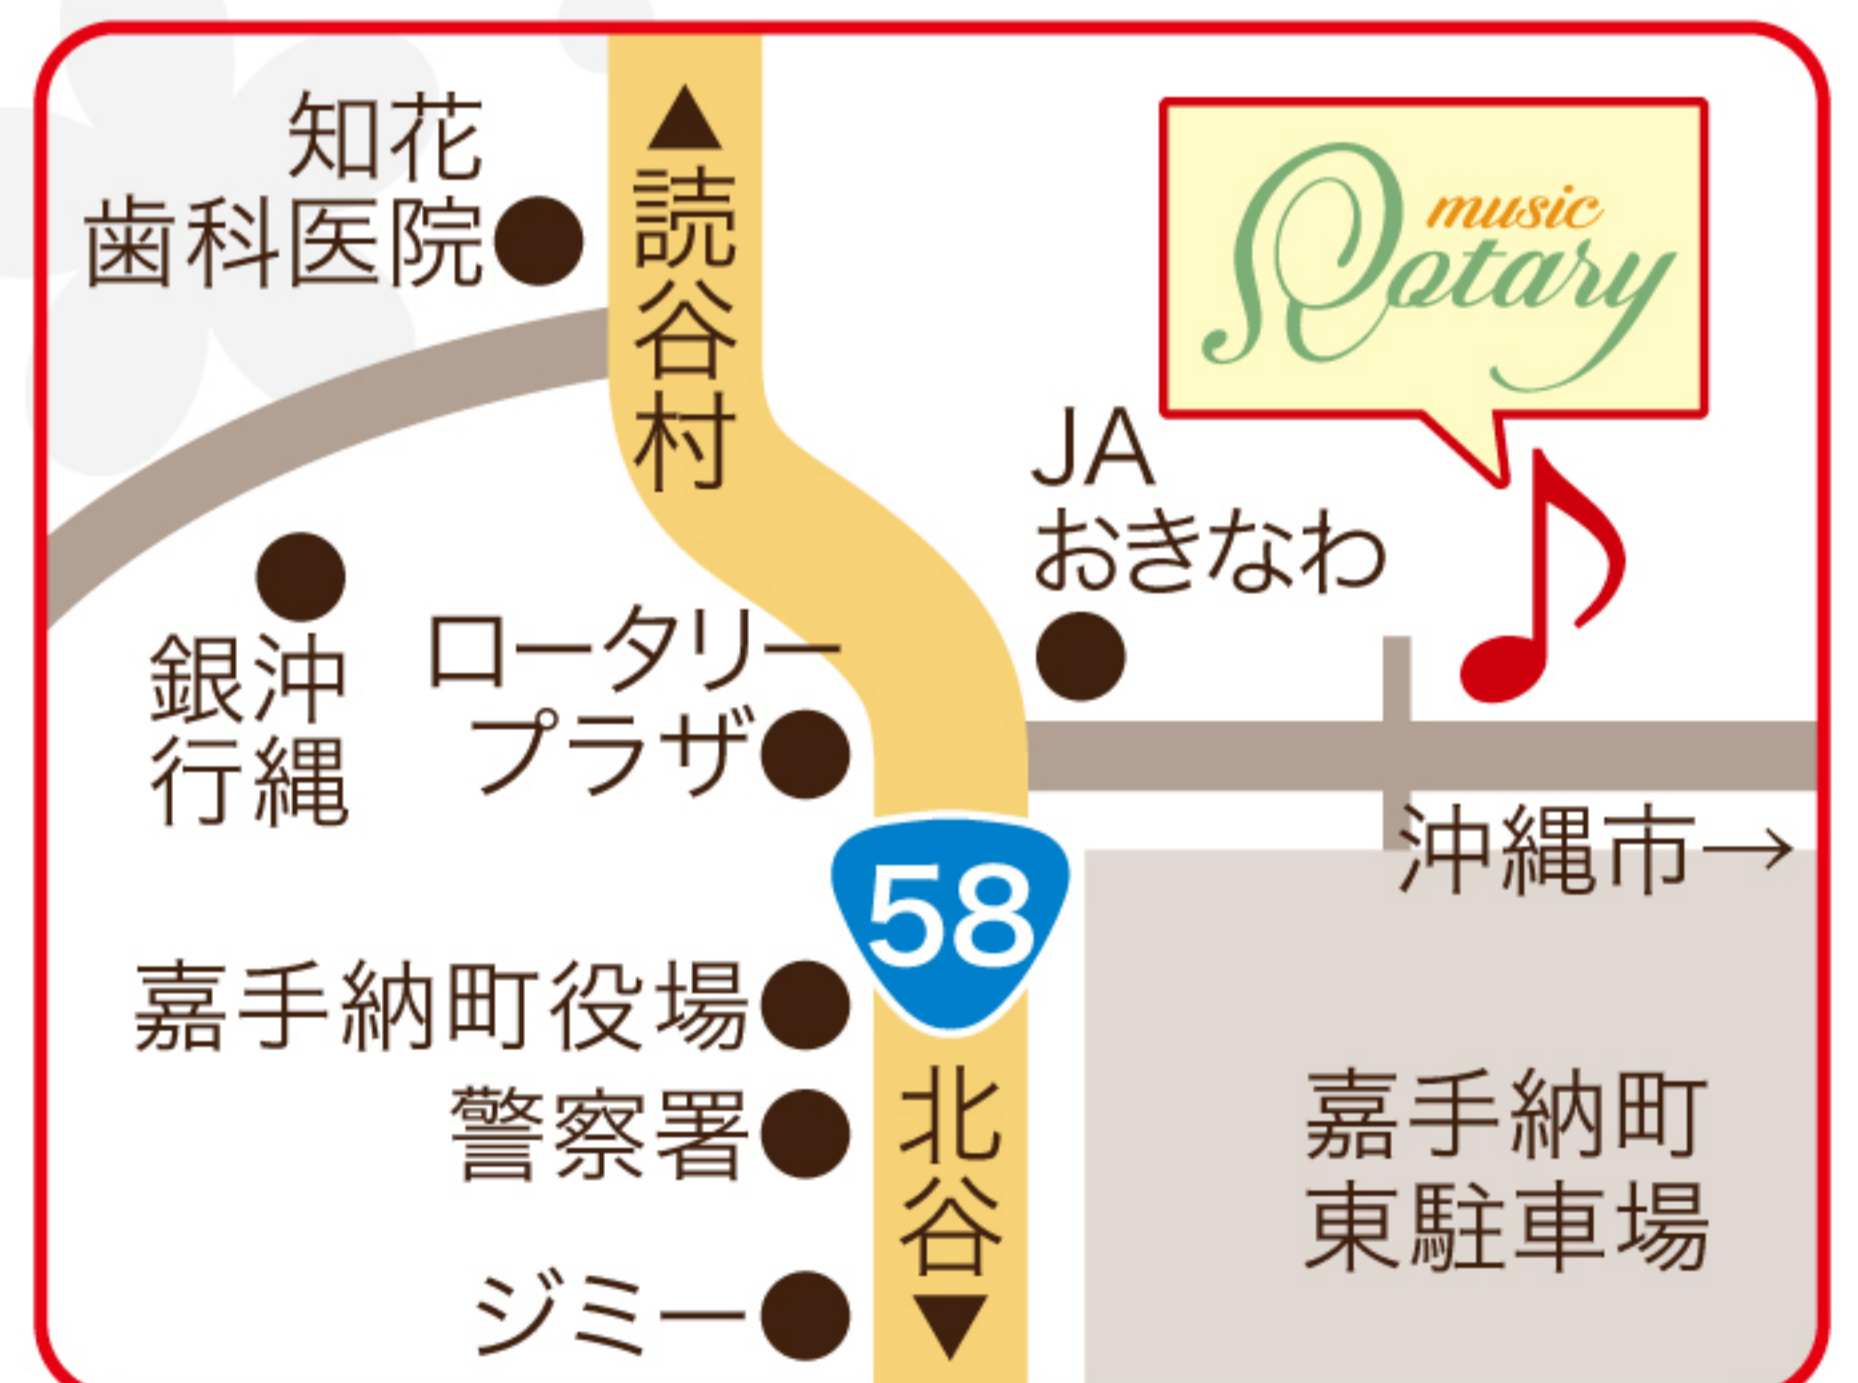 知花
歯科医院
▲読谷村
music
Rotary
JA
おきなわ
沖縄
銀行
ロータリー
プラザ
58
沖縄市→
嘉手納町役場
警察署
北谷▼
嘉手納町
東駐車場
ジミー